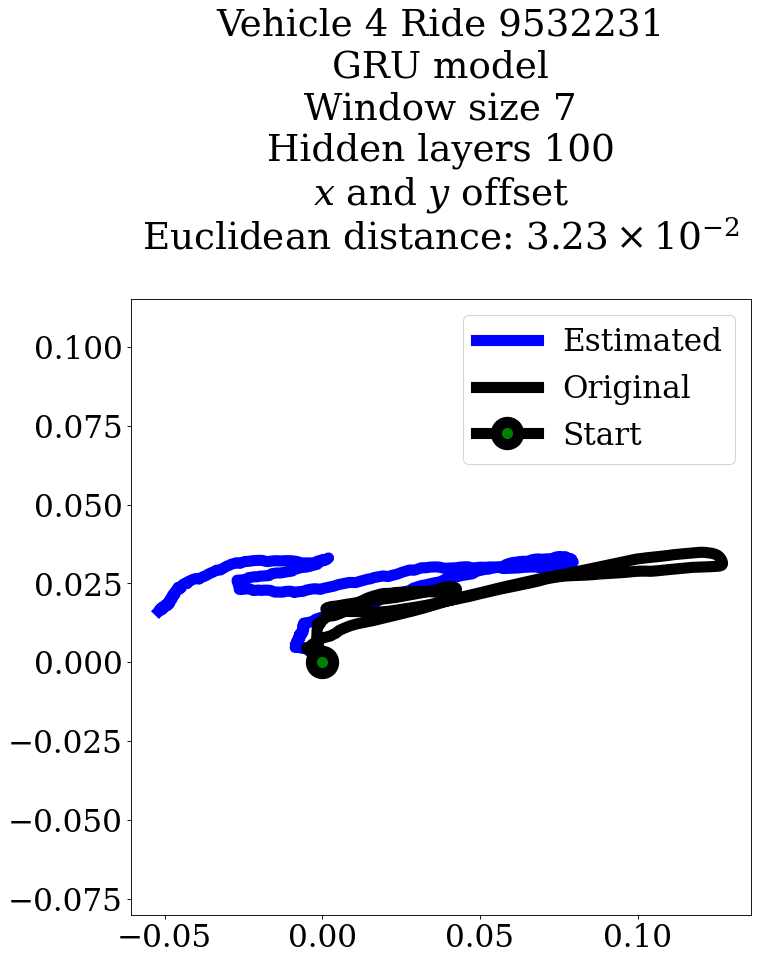 Vehicle 4 Ride 9532231
GRU model
Window size 7
Hidden layers 100
x and y offset
Euclidean distance: 3.23 × 10⁻²
Estimated
Original
Start
0.100
0.075
0.050
0.025
0.000
−0.025
−0.050
−0.075
−0.05 0.00 0.05 0.10